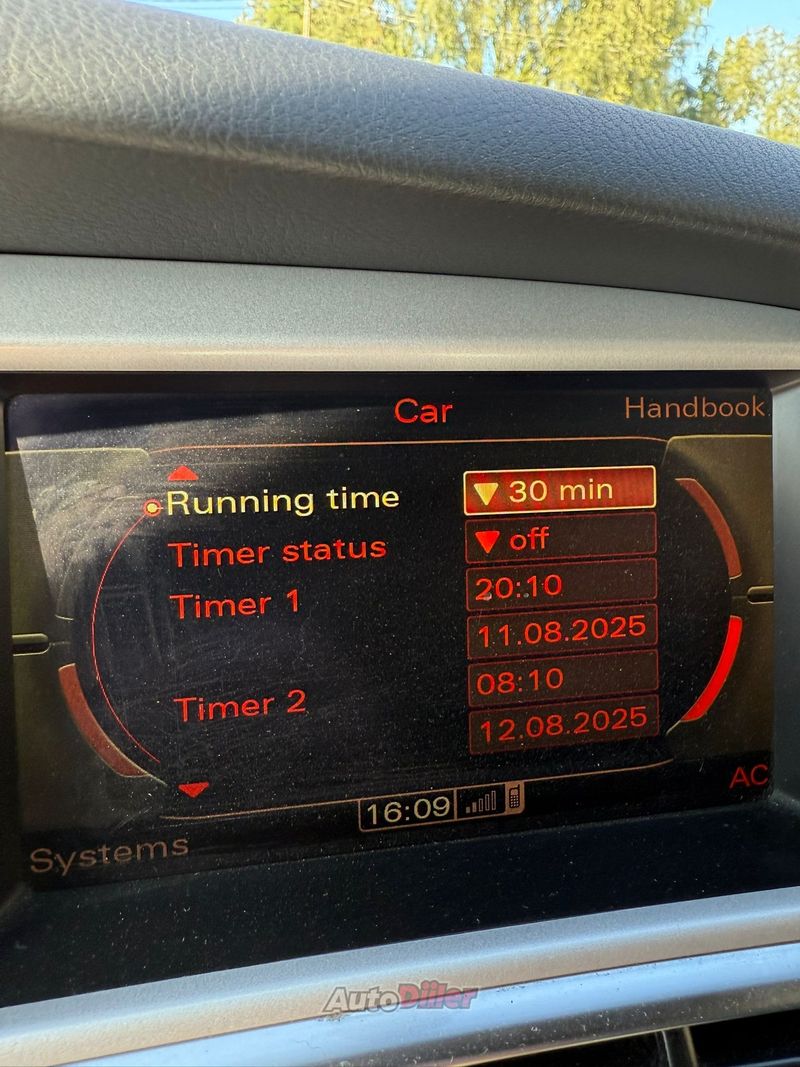 Car
Handbook
Running time
30 min
Timer status
off
Timer 1
20:10
11.08.2025
Timer 2
08:10
12.08.2025
AC
16:09
Systems
AutoDiiler